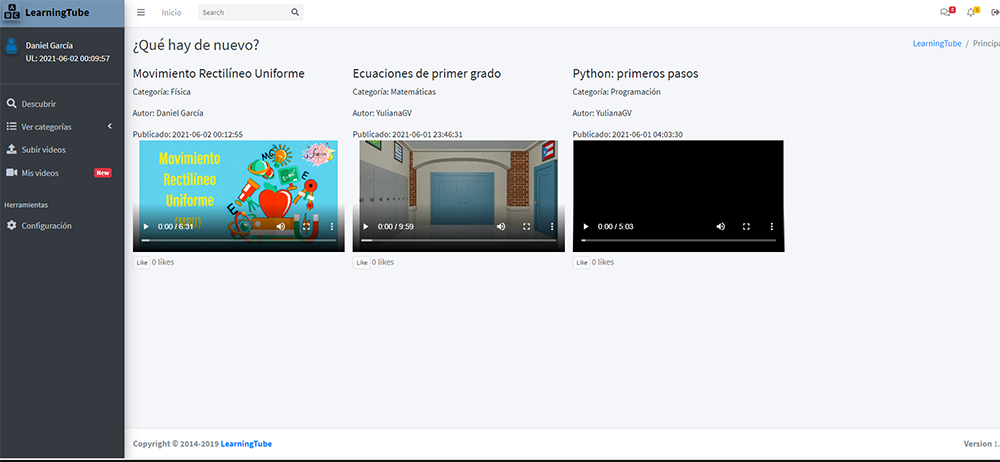 LearningTube
Inicio
Search
3
1
Daniel García
UL: 2021-06-02 00:09:57
Descubrir
Ver categorías
Subir videos
Mis videos
New
Herramientas
Configuración
¿Qué hay de nuevo?
LearningTube / Principa
Movimiento Rectilíneo Uniforme
Categoría: Física
Autor: Daniel García
Publicado: 2021-06-02 00:12:55
Movimiento
Rectilíneo
Uniforme
(MRU)
0:00 / 6:31
Like 0 likes
Ecuaciones de primer grado
Categoría: Matemáticas
Autor: YulianaGV
Publicado: 2021-06-01 23:46:31
0:00 / 9:59
Like 0 likes
Python: primeros pasos
Categoría: Programación
Autor: YulianaGV
Publicado: 2021-06-01 04:03:30
0:00 / 5:03
Like 0 likes
Copyright © 2014-2019 LearningTube
Version 1.